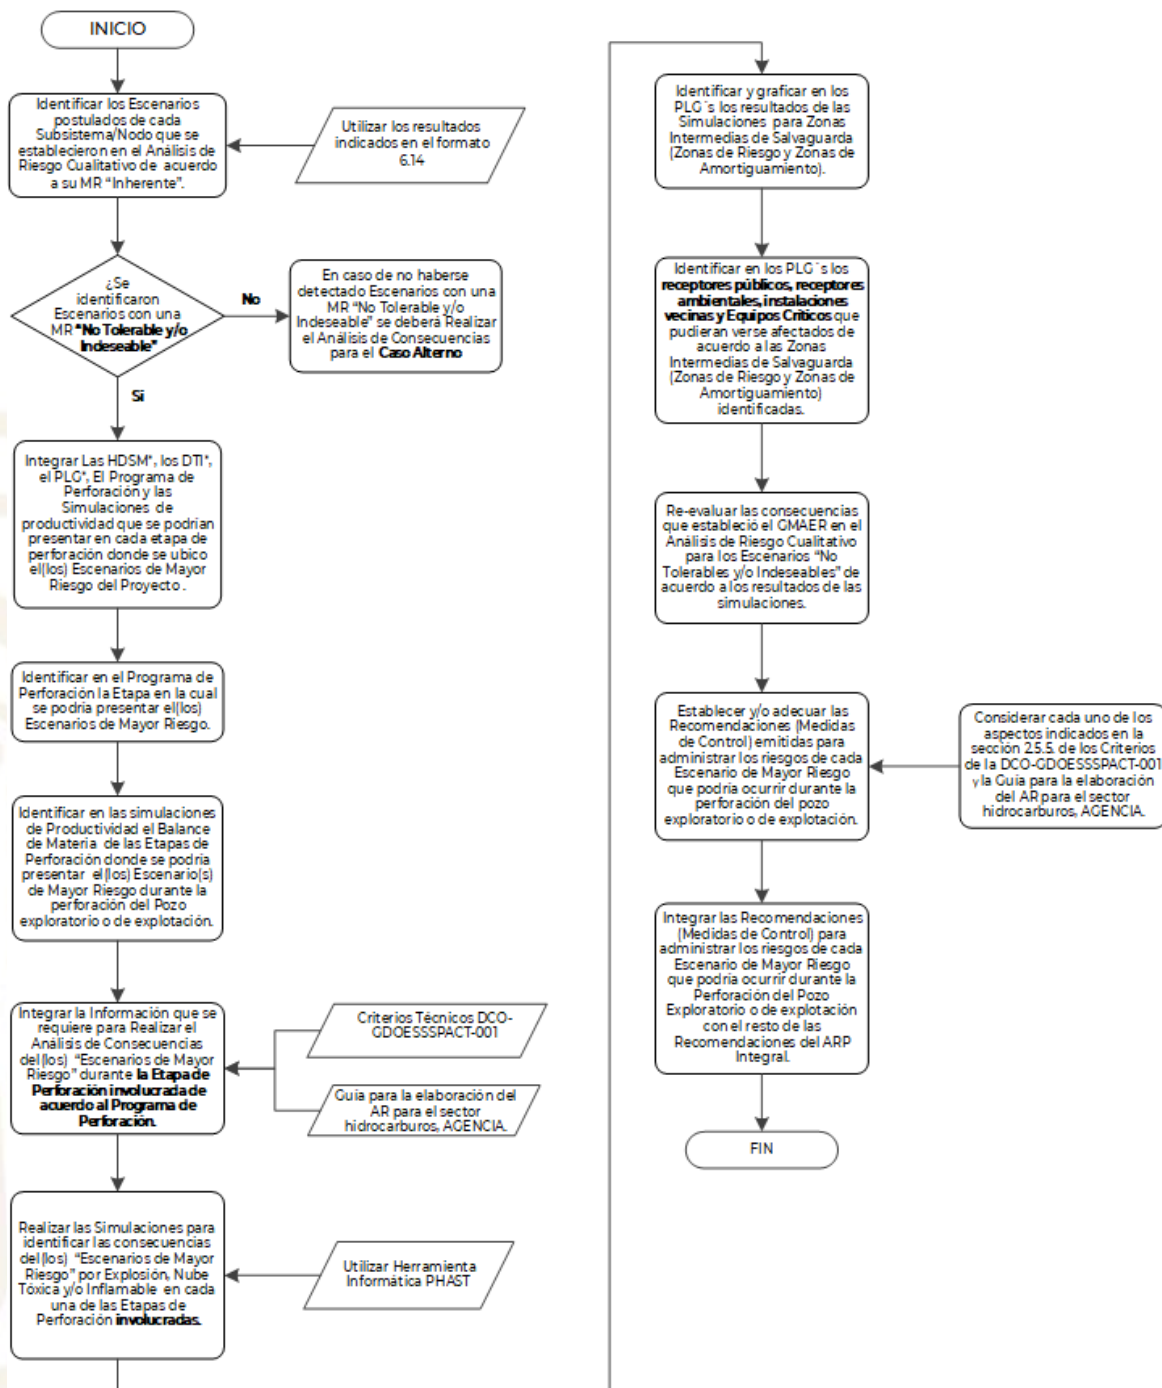 INICIO
Identificar los Escenarios
postulados de cada
Subsistema/Nodo que se
establecieron en el Análisis de
Riesgo Cualitativo de acuerdo
a su MR “Inherente”.
Utilizar los resultados
indicados en el formato
6.14
¿Se
identificaron
Escenarios con una
MR “No Tolerable y/o
Indeseable”
No
En caso de no haberse
detectado Escenarios con una
MR “No Tolerable y/o
Indeseable” se deberá Realizar
el Análisis de Consecuencias
para el Caso Alterno
Si
Integrar Las HDSM*, los DTI*,
el PLG*, El Programa de
Perforación y las
Simulaciones de
productividad que se podrían
presentar en cada etapa de
perforación donde se ubico
el(los) Escenarios de Mayor
Riesgo del Proyecto .
Identificar en el Programa de
Perforación la Etapa en la cual
se podría presentar el(los)
Escenarios de Mayor Riesgo.
Identificar en las simulaciones
de Productividad el Balance
de Materia de las Etapas de
Perforación donde se podría
presentar el(los) Escenario(s)
de Mayor Riesgo durante la
perforación del Pozo
exploratorio o de explotación.
Integrar la Información que se
requiere para Realizar el
Análisis de Consecuencias
del(los) “Escenarios de Mayor
Riesgo” durante la Etapa de
Perforación involucrada de
acuerdo al Programa de
Perforación.
Criterios Técnicos DCO-
GDOESSSPACT-001
Guía para la elaboración del
AR para el sector
hidrocarburos, AGENCIA.
Realizar las Simulaciones para
identificar las consecuencias
del(los) “Escenarios de Mayor
Riesgo” por Explosión, Nube
Tóxica y/o Inflamable en cada
una de las Etapas de
Perforación involucradas.
Utilizar Herramienta
Informática PHAST
Identificar y graficar en los
PLG´s los resultados de las
Simulaciones para Zonas
Intermedias de Salvaguarda
(Zonas de Riesgo y Zonas de
Amortiguamiento).
Identificar en los PLG´s los
receptores públicos, receptores
ambientales, instalaciones
vecinas y Equipos Críticos que
pudieran verse afectados de
acuerdo a las Zonas
Intermedias de Salvaguarda
(Zonas de Riesgo y Zonas de
Amortiguamiento)
identificadas.
Re-evaluar las consecuencias
que estableció el GMAER en el
Análisis de Riesgo Cualitativo
para los Escenarios “No
Tolerables y/o Indeseables” de
acuerdo a los resultados de las
simulaciones.
Establecer y/o adecuar las
Recomendaciones (Medidas
de Control) emitidas para
administrar los riesgos de cada
Escenario de Mayor Riesgo
que podría ocurrir durante la
perforación del pozo
exploratorio o de explotación.
Considerar cada uno de los
aspectos indicados en la
sección 2.5.5. de los Criterios
de la DCO-GDOESSSPACT-001
y la Guía para la elaboración
del AR para el sector
hidrocarburos, AGENCIA.
Integrar las Recomendaciones
(Medidas de Control) para
administrar los riesgos de cada
Escenario de Mayor Riesgo
que podría ocurrir durante la
Perforación del Pozo
Exploratorio o de explotación
con el resto de las
Recomendaciones del ARP
Integral.
FIN